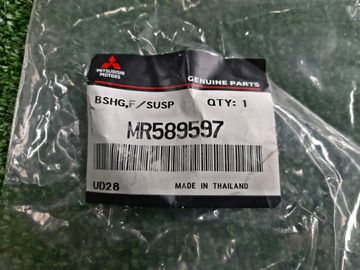 MITSUBISHI
MOTORS
GENUINE PARTS
BSHG,F/SUSP QTY: 1
MR589597
UD28 MADE IN THAILAND